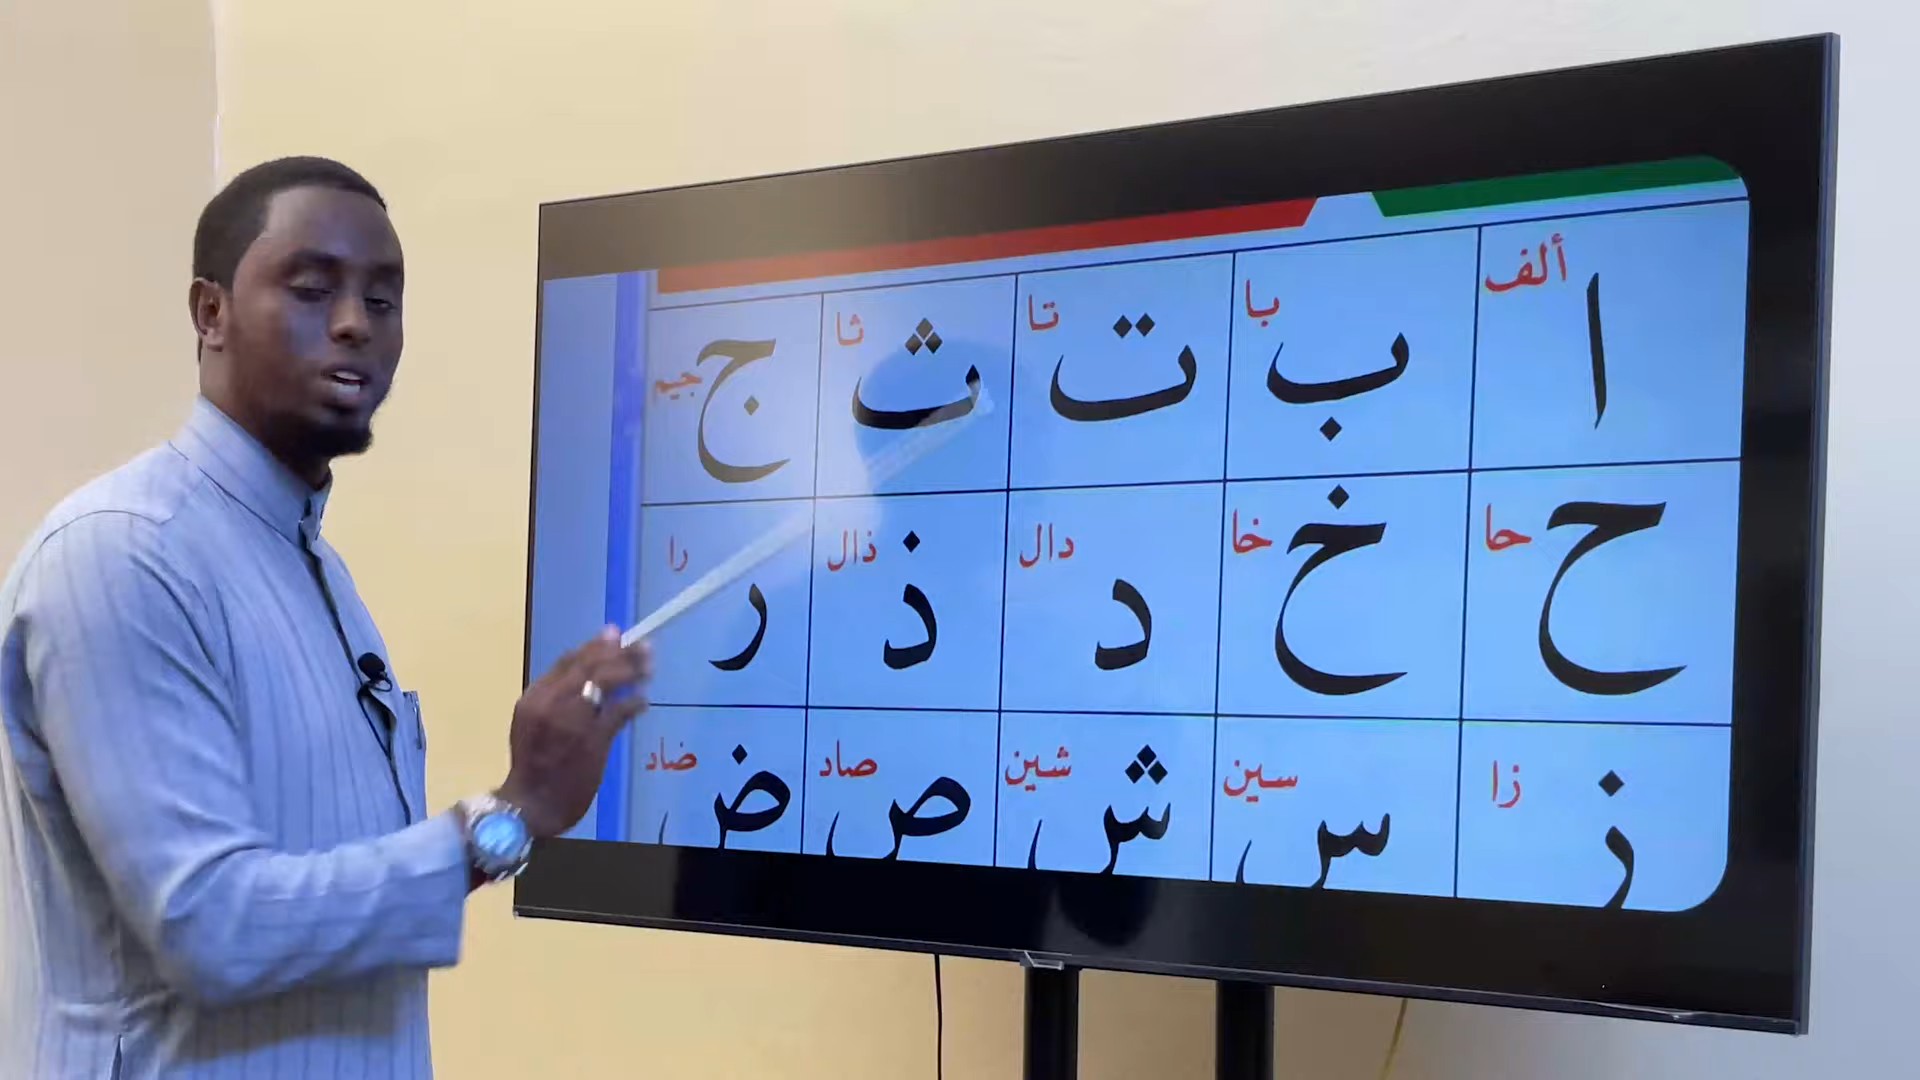 ألف ا با ب تا ت ثا ث جيم ج
حا ح خا خ دال د ذال ذ را ر
زا ز سين س شين ش صاد ص ضاد ض